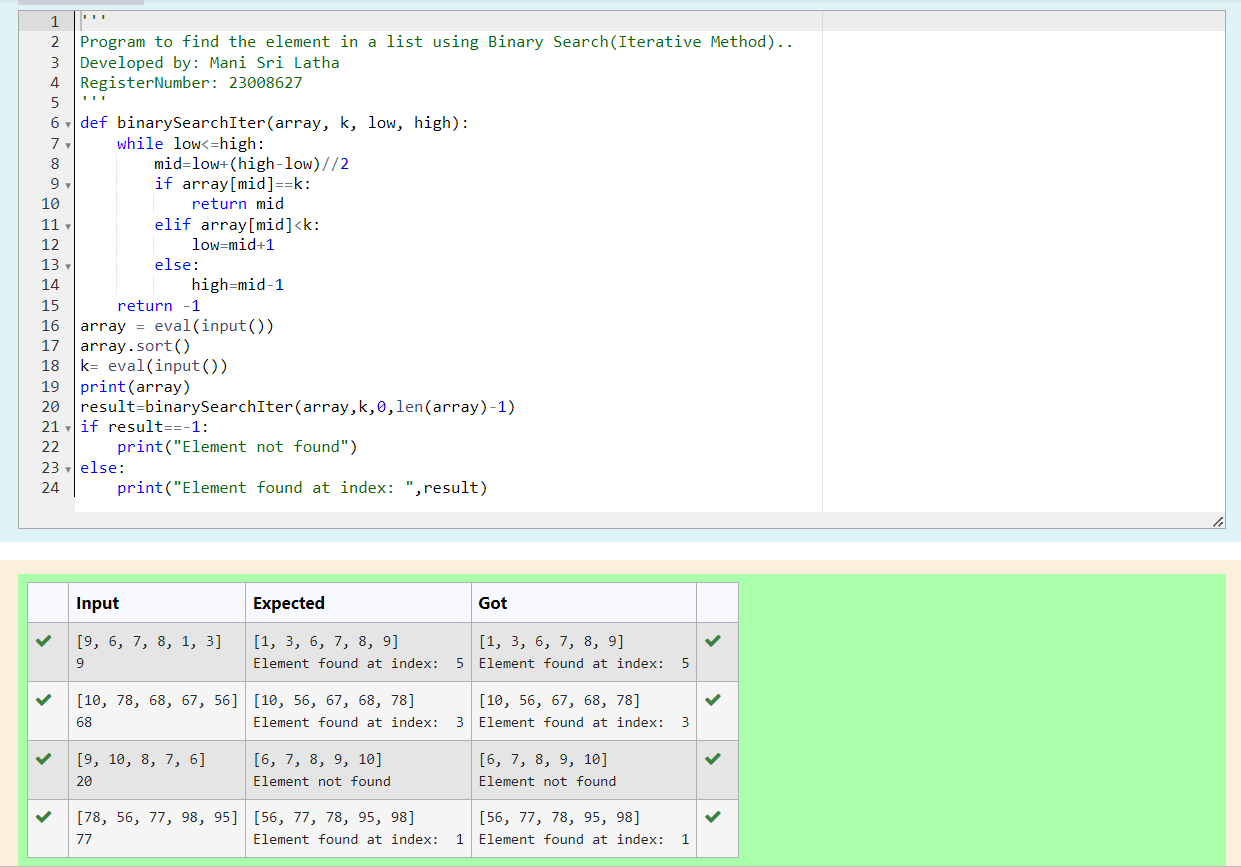 1 '''
2 Program to find the element in a list using Binary Search(Iterative Method)..
3 Developed by: Mani Sri Latha
4 RegisterNumber: 23008627
5 '''
6 def binarySearchIter(array, k, low, high):
7     while low<=high:
8         mid=low+(high-low)//2
9         if array[mid]==k:
10             return mid
11         elif array[mid]<k:
12             low=mid+1
13         else:
14             high=mid-1
15     return -1
16 array = eval(input())
17 array.sort()
18 k= eval(input())
19 print(array)
20 result=binarySearchIter(array,k,0,len(array)-1)
21 if result==-1:
22     print("Element not found")
23 else:
24     print("Element found at index: ",result)
Input Expected Got
[9, 6, 7, 8, 1, 3] [1, 3, 6, 7, 8, 9] [1, 3, 6, 7, 8, 9]
9 Element found at index:  5 Element found at index:  5
[10, 78, 68, 67, 56] [10, 56, 67, 68, 78] [10, 56, 67, 68, 78]
68 Element found at index:  3 Element found at index:  3
[9, 10, 8, 7, 6] [6, 7, 8, 9, 10] [6, 7, 8, 9, 10]
20 Element not found Element not found
[78, 56, 77, 98, 95] [56, 77, 78, 95, 98] [56, 77, 78, 95, 98]
77 Element found at index:  1 Element found at index:  1